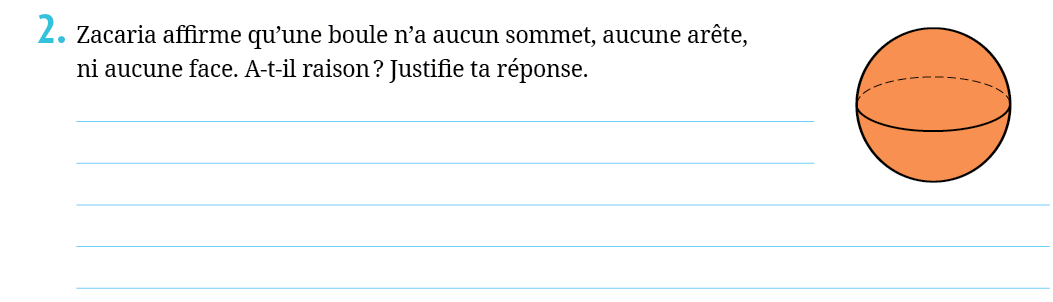 2. Zacaria affirme qu’une boule n’a aucun sommet, aucune arête,
ni aucune face. A-t-il raison ? Justifie ta réponse.